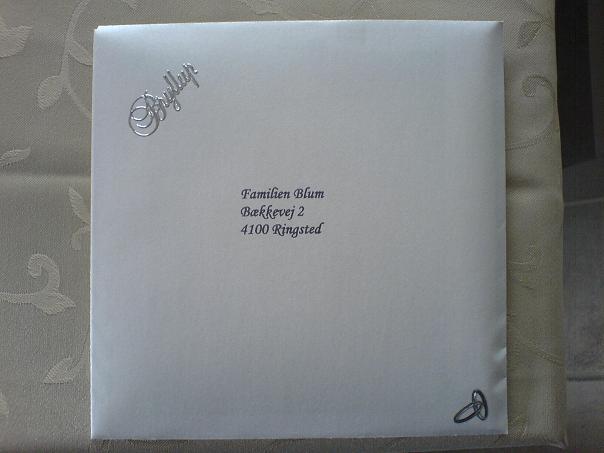 Bryllup
Familien Blum
Bækkevej 2
4100 Ringsted